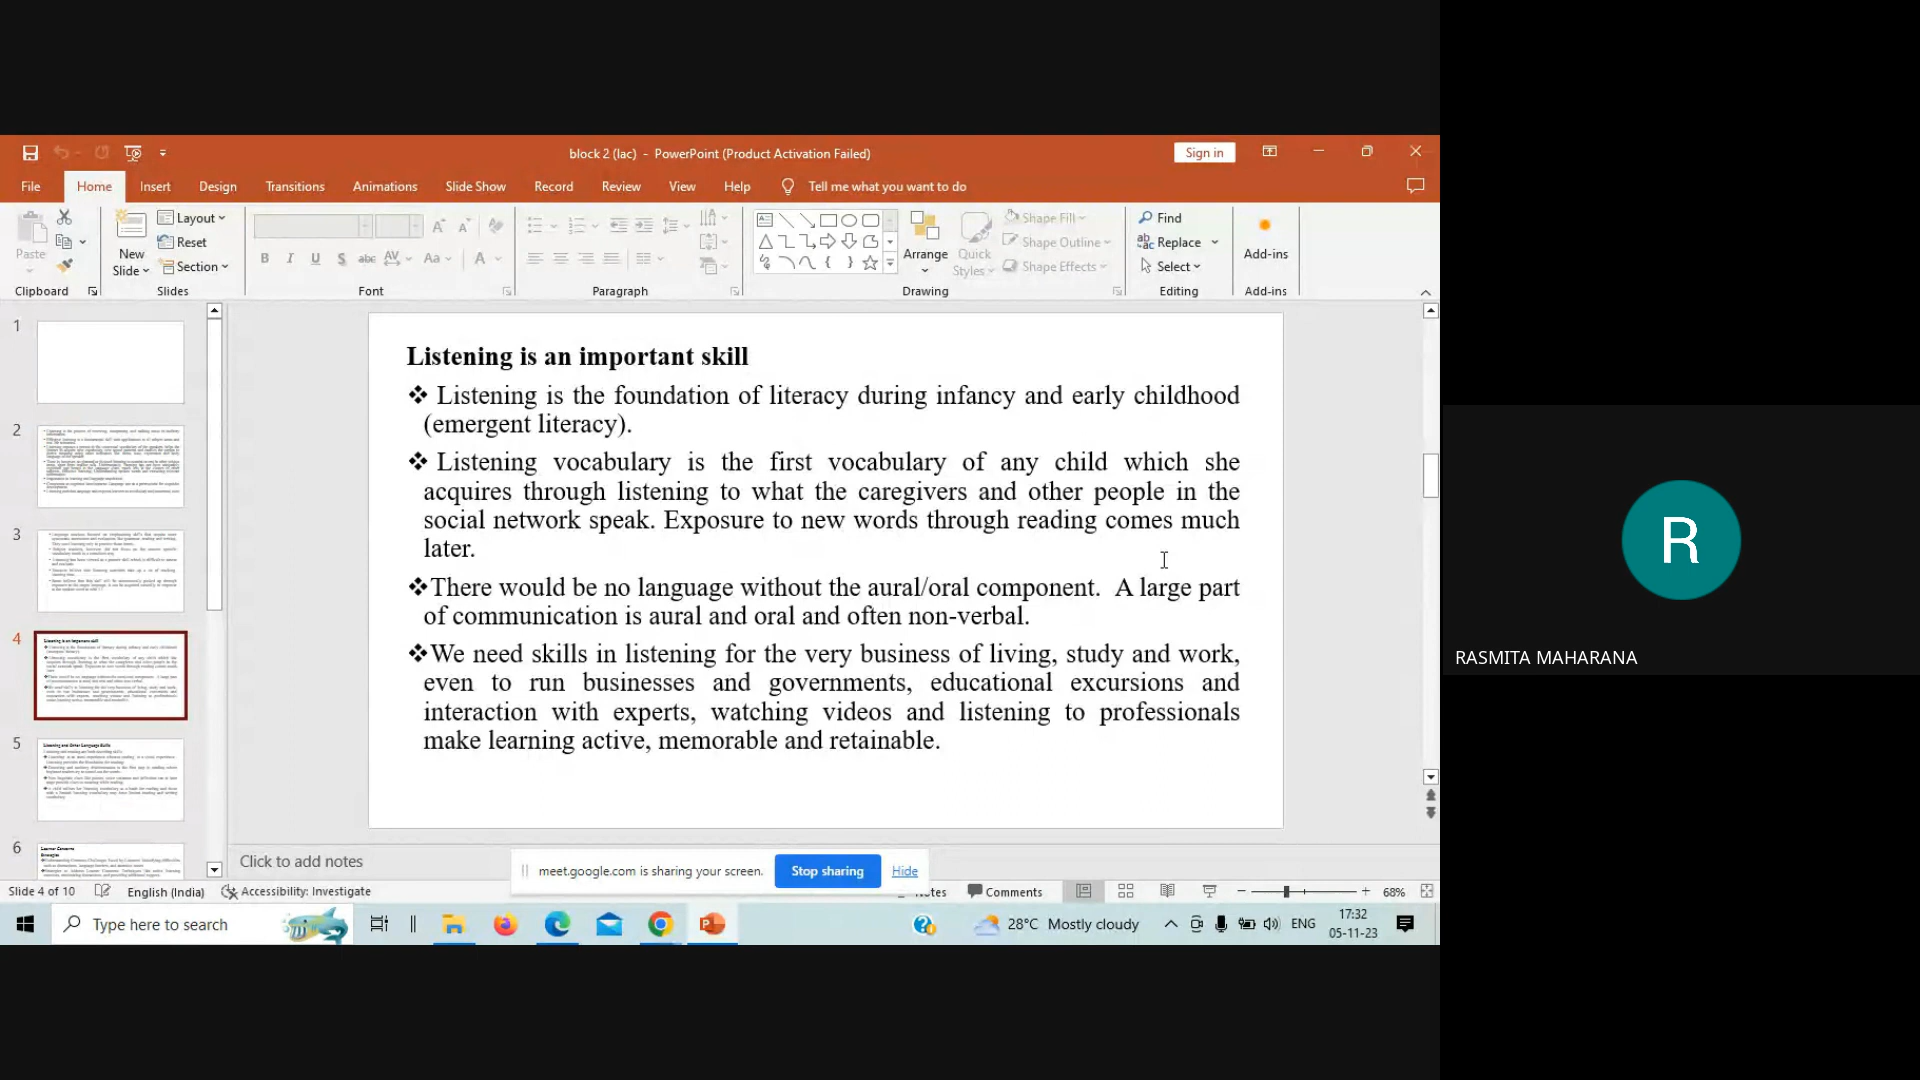 block 2 (lac) - PowerPoint (Product Activation Failed)
Sign in
File Home Insert Design Transitions Animations Slide Show Record Review View Help Tell me what you want to do
Paste
Clipboard
New Slide
Layout
Reset
Section
Slides
B I U S abc AV Aa A
Font
Paragraph
Arrange
Quick Styles
Shape Fill
Shape Outline
Shape Effects
Drawing
Find
Replace
Select
Editing
Add-ins
Add-ins
1
2
3
4
5
6
Listening is an important skill
❖ Listening is the foundation of literacy during infancy and early childhood
(emergent literacy).
❖ Listening vocabulary is the first vocabulary of any child which she
acquires through listening to what the caregivers and other people in the
social network speak. Exposure to new words through reading comes much
later.
❖There would be no language without the aural/oral component. A large part
of communication is aural and oral and often non-verbal.
❖We need skills in listening for the very business of living, study and work,
even to run businesses and governments, educational excursions and
interaction with experts, watching videos and listening to professionals
make learning active, memorable and retainable.
Click to add notes
meet.google.com is sharing your screen.
Stop sharing
Hide
Slide 4 of 10
English (India)
Accessibility: Investigate
Comments
68%
Type here to search
28°C Mostly cloudy
ENG
17:32
05-11-23
R
RASMITA MAHARANA